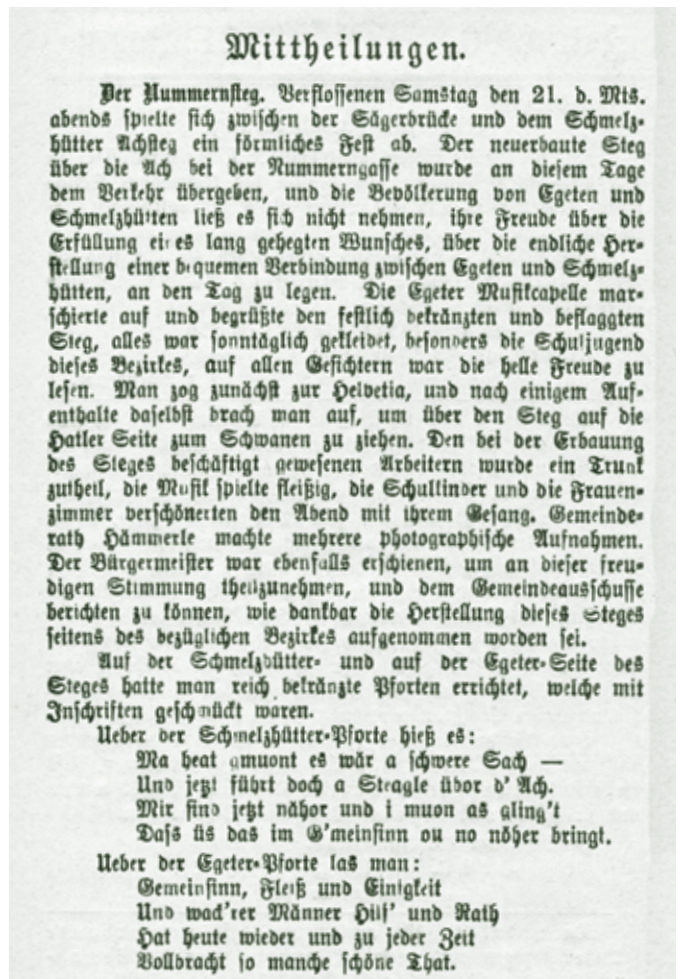 Mittheilungen.
Der Nummernsteg. Verflossenen Samstag den 21. d. Mts.
abends spielte sich zwischen der Sägerbrücke und dem Schmelz-
hütter Achsteg ein förmliches Fest ab. Der neuerbaute Steg
über die Ach bei der Nummerngasse wurde an diesem Tage
dem Verkehr übergeben, und die Bevölkerung von Egeten und
Schmelzhütten ließ es sich nicht nehmen, ihre Freude über die
Erfüllung eines lang gehegten Wunsches, über die endliche Her-
stellung einer bequemen Verbindung zwischen Egeten und Schmelz-
hütten, an den Tag zu legen. Die Egeter Musikcapelle mar-
schierte auf und begrüßte den festlich bekränzten und beflaggten
Steg, alles war sonntäglich gekleidet, besonders die Schuljugend
dieses Bezirkes, auf allen Gesichtern war die helle Freude zu
lesen. Man zog zunächst zur Helvetia, und nach einigem Auf-
enthalte daselbst brach man auf, um über den Steg auf die
Hatler Seite zum Schwanen zu ziehen. Den bei der Erbauung
des Steges beschäftigt gewesenen Arbeitern wurde ein Trunk
zutheil, die Musik spielte fleißig, die Schulkinder und die Frauen-
zimmer verschönerten den Abend mit ihrem Gesang. Gemeinde-
rath Hämmerle machte mehrere photographische Aufnahmen.
Der Bürgermeister war ebenfalls erschienen, um an dieser freu-
digen Stimmung theilzunehmen, und dem Gemeindeausschusse
berichten zu können, wie dankbar die Herstellung dieses Steges
seitens des bezüglichen Bezirkes aufgenommen worden sei.
Auf der Schmelzhütter- und auf der Egeter-Seite des
Steges hatte man reich bekränzte Pforten errichtet, welche mit
Inschriften geschmückt waren.
Ueber der Schmelzhütter-Pforte hieß es:
Ma heat gmuont es wär a schwere Sach —
Und jetzt führt doch a Steagle übor d' Ach.
Mir sind jetzt nähor und i muon as gling't
Dass üs das im G'meinsinn ou no nöher bringt.
Ueber der Egeter-Pforte las man:
Gemeinsinn, Fleiß und Einigkeit
Und wack'rer Männer Hilf' und Rath
Hat heute wieder und zu jeder Zeit
Vollbracht so manche schöne That.